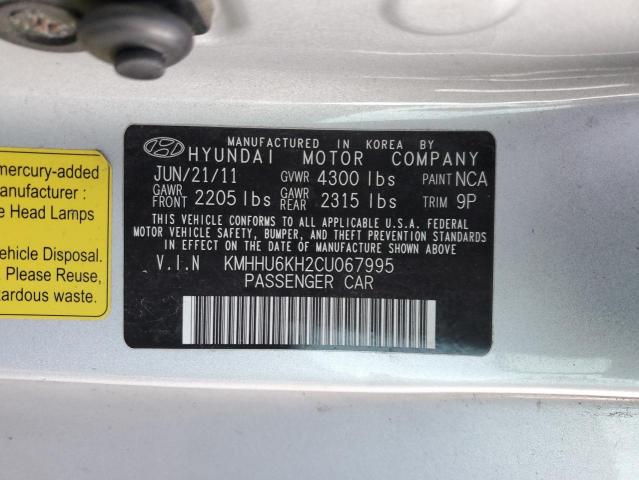 MANUFACTURED IN KOREA BY
HYUNDAI MOTOR COMPANY
JUN/21/11 GVWR 4300 lbs PAINT NCA
GAWR FRONT 2205 lbs GAWR REAR 2315 lbs TRIM 9P
THIS VEHICLE CONFORMS TO ALL APPLICABLE U.S.A. FEDERAL
MOTOR VEHICLE SAFETY, BUMPER, AND THEFT PREVENTION STANDARDS
IN EFFECT ON THE DATE OF MANUFACTURE SHOWN ABOVE
V.I.N KMHHU6KH2CU067995
PASSENGER CAR
mercury-added
anufacturer :
e Head Lamps
ehicle Disposal.
Please Reuse,
zardous waste.